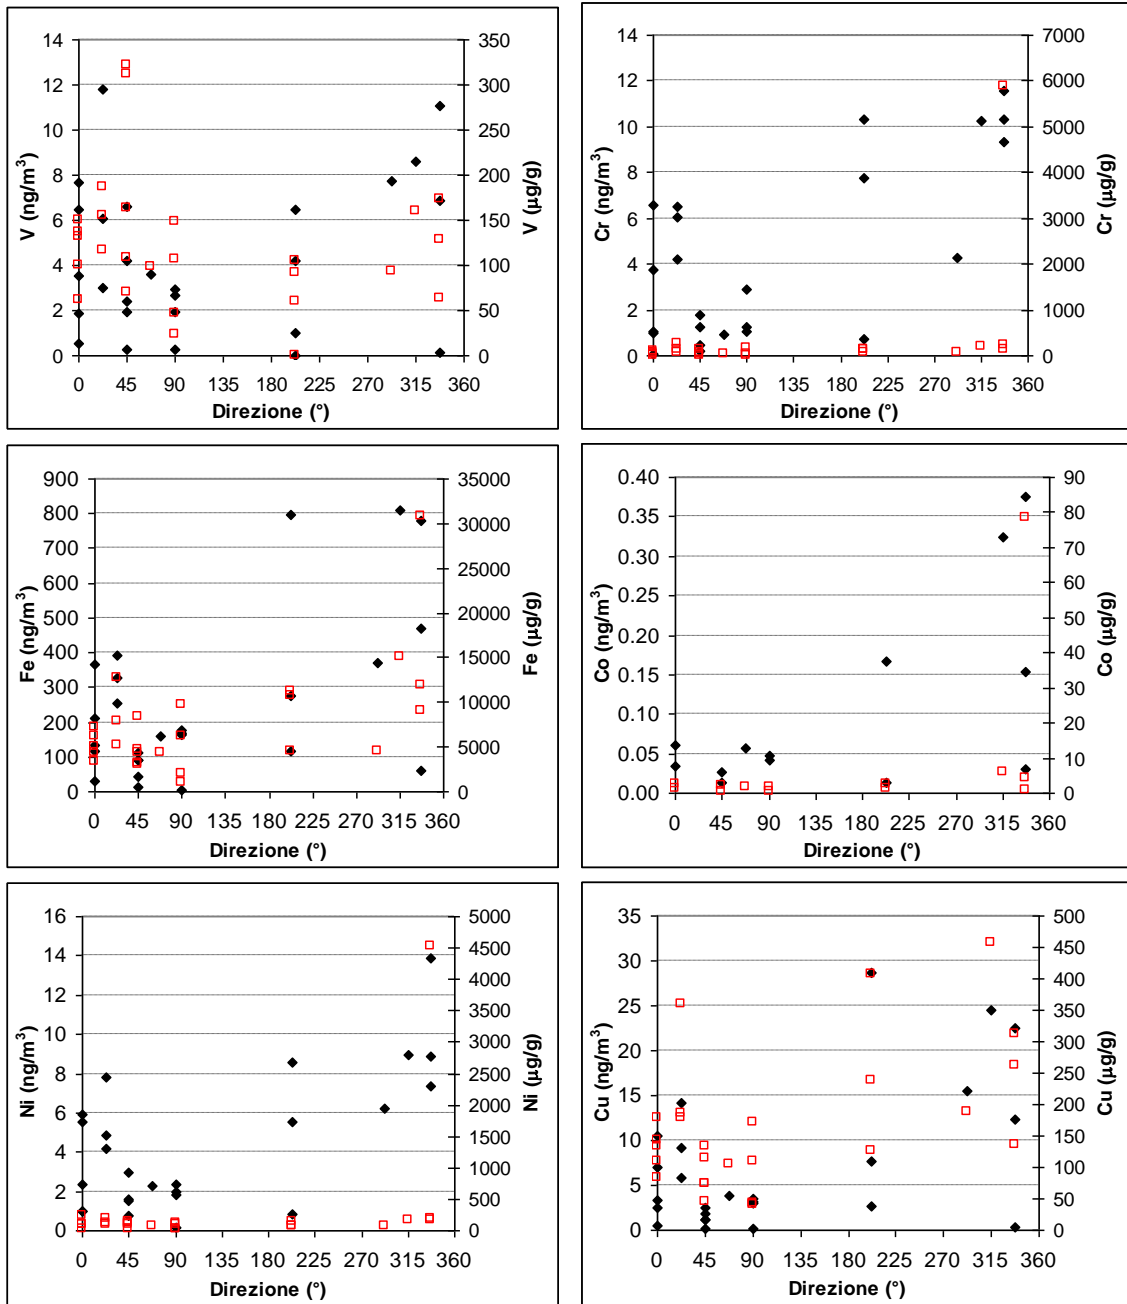 14 12 10 8 6 4 2 0
V (ng/m³)
350 300 250 200 150 100 50 0
V (µg/g)
0 45 90 135 180 225 270 315 360
Direzione (°)
14 12 10 8 6 4 2 0
Cr (ng/m³)
7000 6000 5000 4000 3000 2000 1000 0
Cr (µg/g)
0 45 90 135 180 225 270 315 360
Direzione (°)
900 800 700 600 500 400 300 200 100 0
Fe (ng/m³)
35000 30000 25000 20000 15000 10000 5000 0
Fe (µg/g)
0 45 90 135 180 225 270 315 360
Direzione (°)
0.40 0.35 0.30 0.25 0.20 0.15 0.10 0.05 0.00
Co (ng/m³)
90 80 70 60 50 40 30 20 10 0
Co (µg/g)
0 45 90 135 180 225 270 315 360
Direzione (°)
16 14 12 10 8 6 4 2 0
Ni (ng/m³)
5000 4500 4000 3500 3000 2500 2000 1500 1000 500 0
Ni (µg/g)
0 45 90 135 180 225 270 315 360
Direzione (°)
35 30 25 20 15 10 5 0
Cu (ng/m³)
500 450 400 350 300 250 200 150 100 50 0
Cu (µg/g)
0 45 90 135 180 225 270 315 360
Direzione (°)